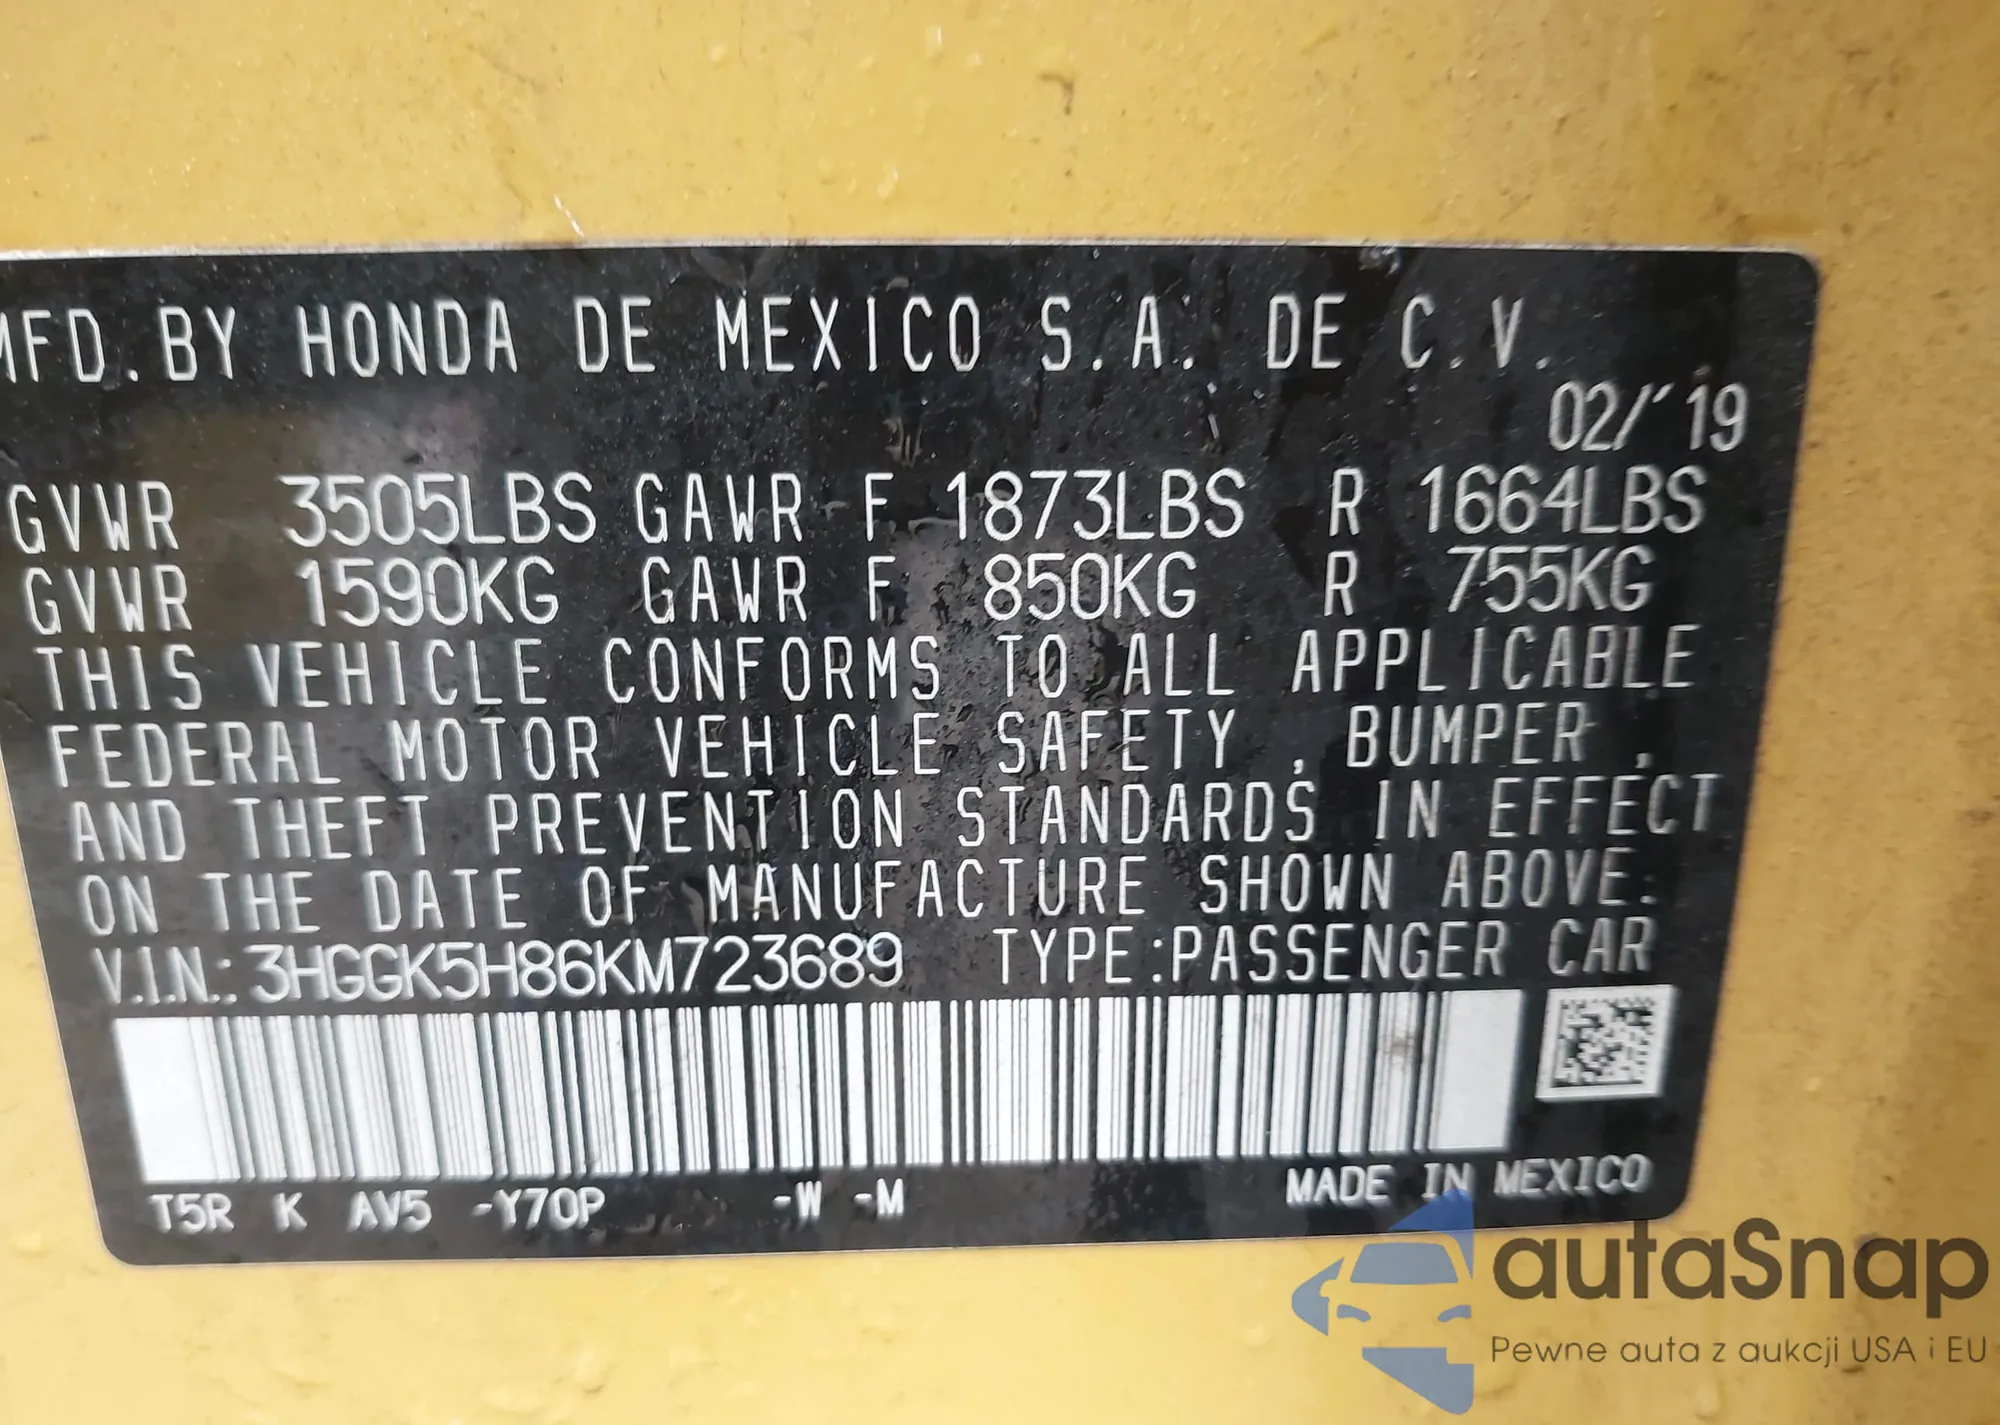 MFD. BY HONDA DE MEXICO S.A. DE C.V.
02/'19
GVWR 3505LBS GAWR F 1873LBS R 1664LBS
GVWR 1590KG GAWR F 850KG R 755KG
THIS VEHICLE CONFORMS TO ALL APPLICABLE
FEDERAL MOTOR VEHICLE SAFETY , BUMPER ,
AND THEFT PREVENTION STANDARDS IN EFFECT
ON THE DATE OF MANUFACTURE SHOWN ABOVE.
V.I.N.: 3HGGK5H86KM723689 TYPE:PASSENGER CAR
T5R K AV5 -Y70P -W -M MADE IN MEXICO
autaSnap
Pewne auta z aukcji USA i EU